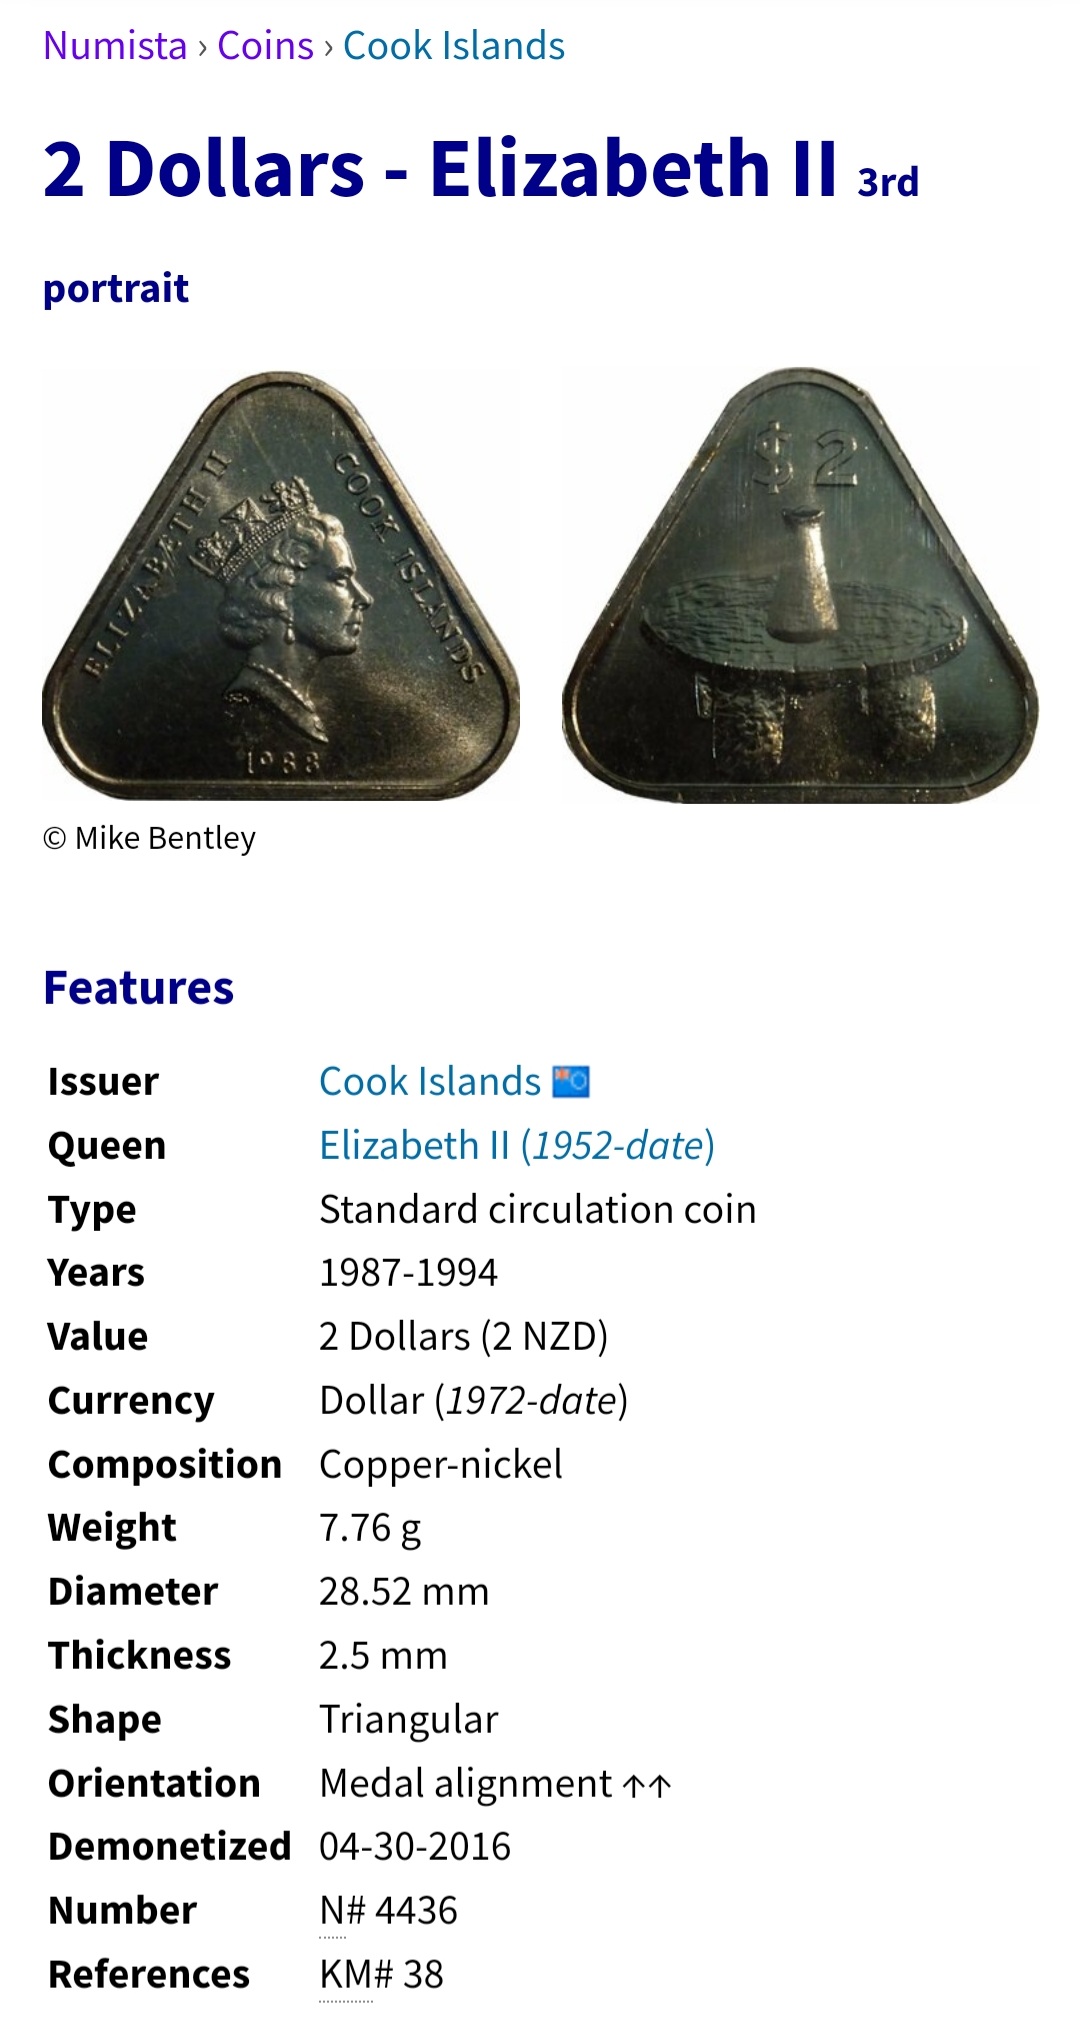 Numista › Coins › Cook Islands
2 Dollars - Elizabeth II 3rd
portrait
ELIZABETH II
COOK ISLANDS
1988
$2
© Mike Bentley
Features
Issuer Cook Islands
Queen Elizabeth II (1952-date)
Type Standard circulation coin
Years 1987-1994
Value 2 Dollars (2 NZD)
Currency Dollar (1972-date)
Composition Copper-nickel
Weight 7.76 g
Diameter 28.52 mm
Thickness 2.5 mm
Shape Triangular
Orientation Medal alignment ↑↑
Demonetized 04-30-2016
Number N# 4436
References KM# 38